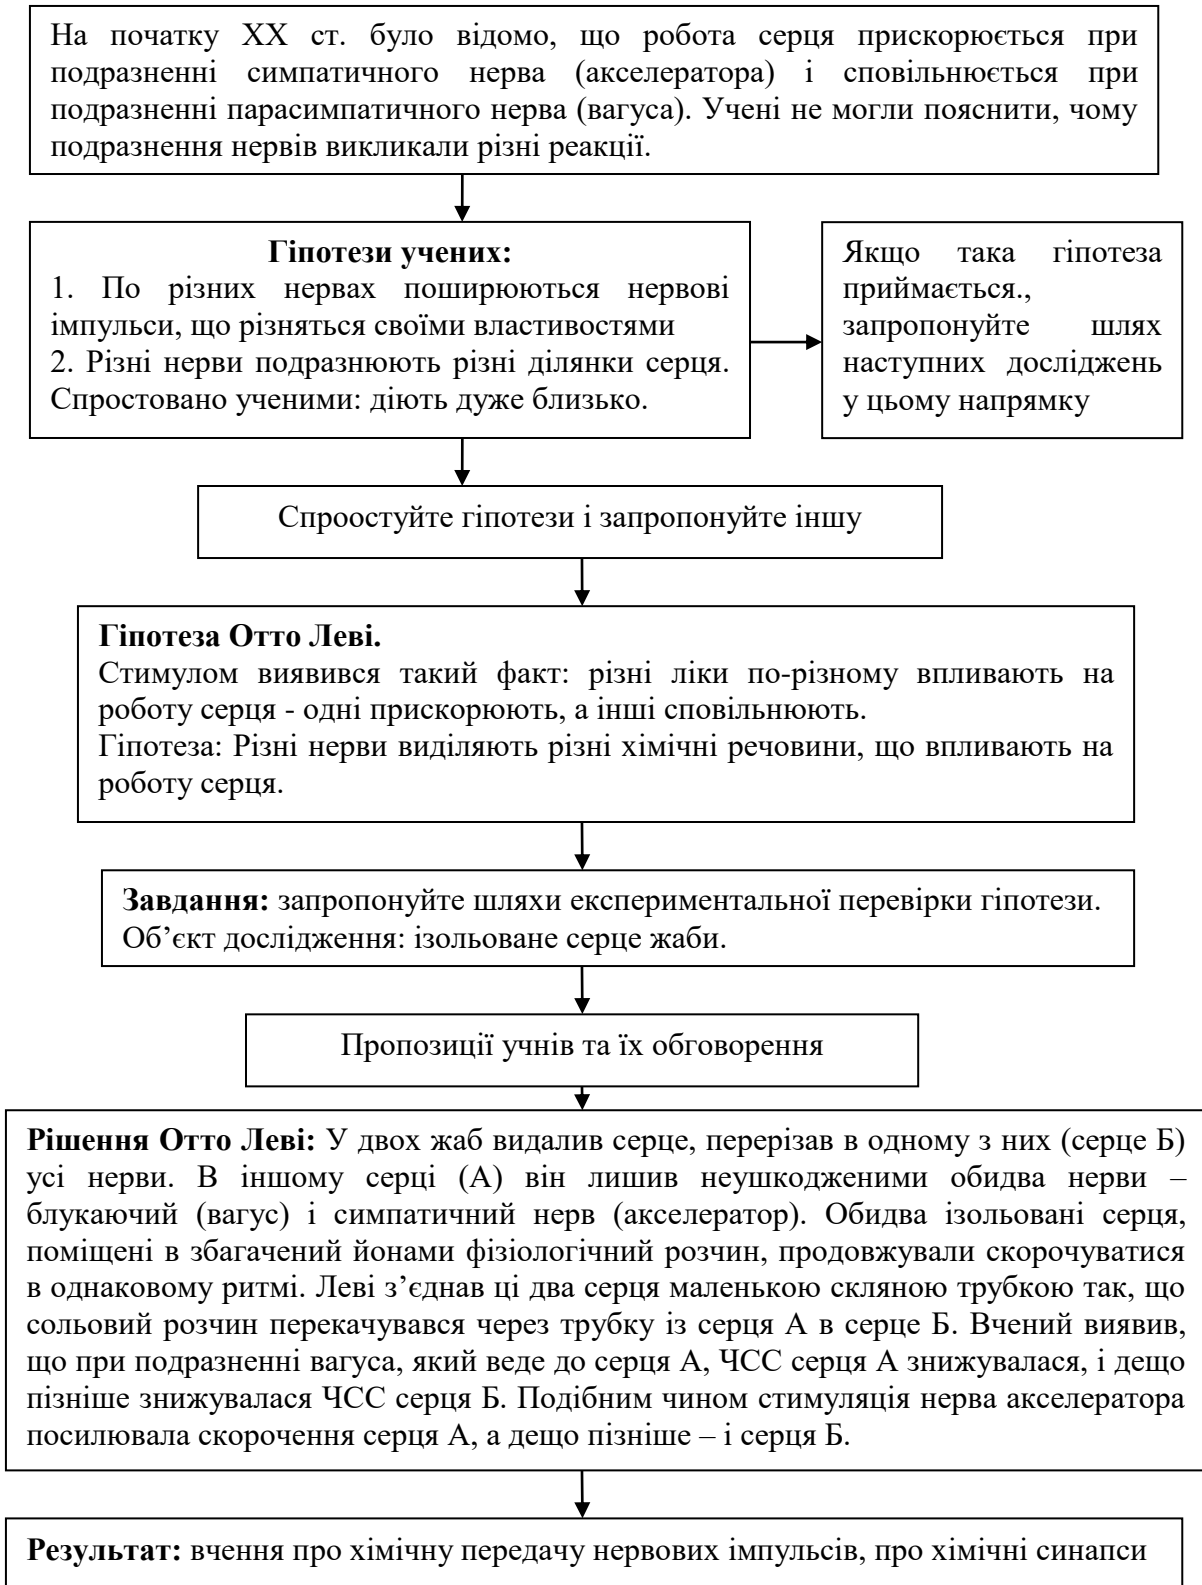 На початку ХХ ст. було відомо, що робота серця прискорюється при
подразненні симпатичного нерва (акселератора) і сповільнюється при
подразненні парасимпатичного нерва (вагуса). Учені не могли пояснити, чому
подразнення нервів викликали різні реакції.
Гіпотези учених:
1. По різних нервах поширюються нервові
імпульси, що різняться своїми властивостями
2. Різні нерви подразнюють різні ділянки серця.
Спростовано ученими: діють дуже близько.
Якщо така гіпотеза
приймається.,
запропонуйте шлях
наступних досліджень
у цьому напрямку
Спроостуйте гіпотези і запропонуйте іншу
Гіпотеза Отто Леві.
Стимулом виявився такий факт: різні ліки по-різному впливають на
роботу серця - одні прискорюють, а інші сповільнюють.
Гіпотеза: Різні нерви виділяють різні хімічні речовини, що впливають на
роботу серця.
Завдання: запропонуйте шляхи експериментальної перевірки гіпотези.
Об’єкт дослідження: ізольоване серце жаби.
Пропозиції учнів та їх обговорення
Рішення Отто Леві: У двох жаб видалив серце, перерізав в одному з них (серце Б)
усі нерви. В іншому серці (А) він лишив неушкодженими обидва нерви –
блукаючий (вагус) і симпатичний нерв (акселератор). Обидва ізольовані серця,
поміщені в збагачений йонами фізіологічний розчин, продовжували скорочуватися
в однаковому ритмі. Леві з’єднав ці два серця маленькою скляною трубкою так, що
сольовий розчин перекачувався через трубку із серця А в серце Б. Вчений виявив,
що при подразненні вагуса, який веде до серця А, ЧСС серця А знижувалася, і дещо
пізніше знижувалася ЧСС серця Б. Подібним чином стимуляція нерва акселератора
посилювала скорочення серця А, а дещо пізніше – і серця Б.
Результат: вчення про хімічну передачу нервових імпульсів, про хімічні синапси